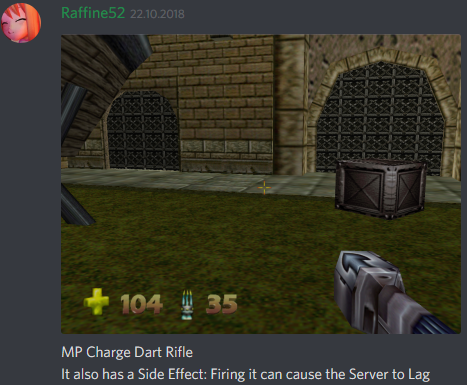 Raffine52 22.10.2018
104 35
MP Charge Dart Rifle
It also has a Side Effect: Firing it can cause the Server to Lag